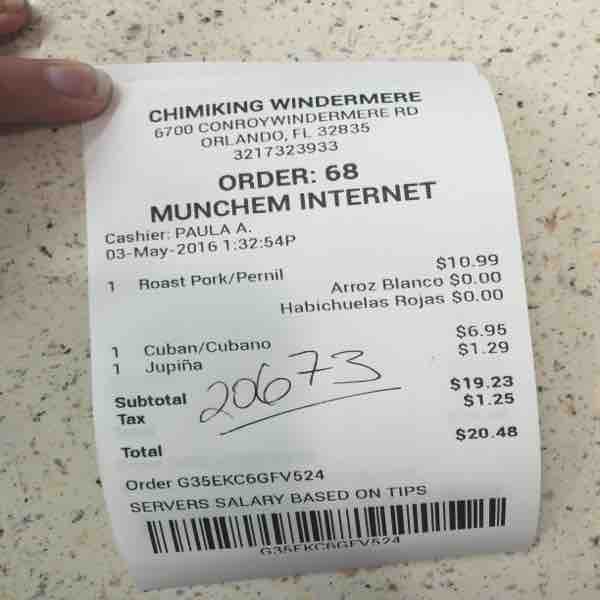 CHIMIKING WINDERMERE
6700 CONROYWINDERMERE RD
ORLANDO, FL 32835
3217323933
ORDER: 68
MUNCHEM INTERNET
Cashier: PAULA A.
03-May-2016 1:32:54P
1 Roast Pork/Pernil $10.99
Arroz Blanco $0.00
Habichuelas Rojas $0.00
1 Cuban/Cubano $6.95
1 Jupiña $1.29
20673
Subtotal $19.23
Tax $1.25
Total $20.48
Order G35EKC6GFV524
SERVERS SALARY BASED ON TIPS
G35EKC6GFV524